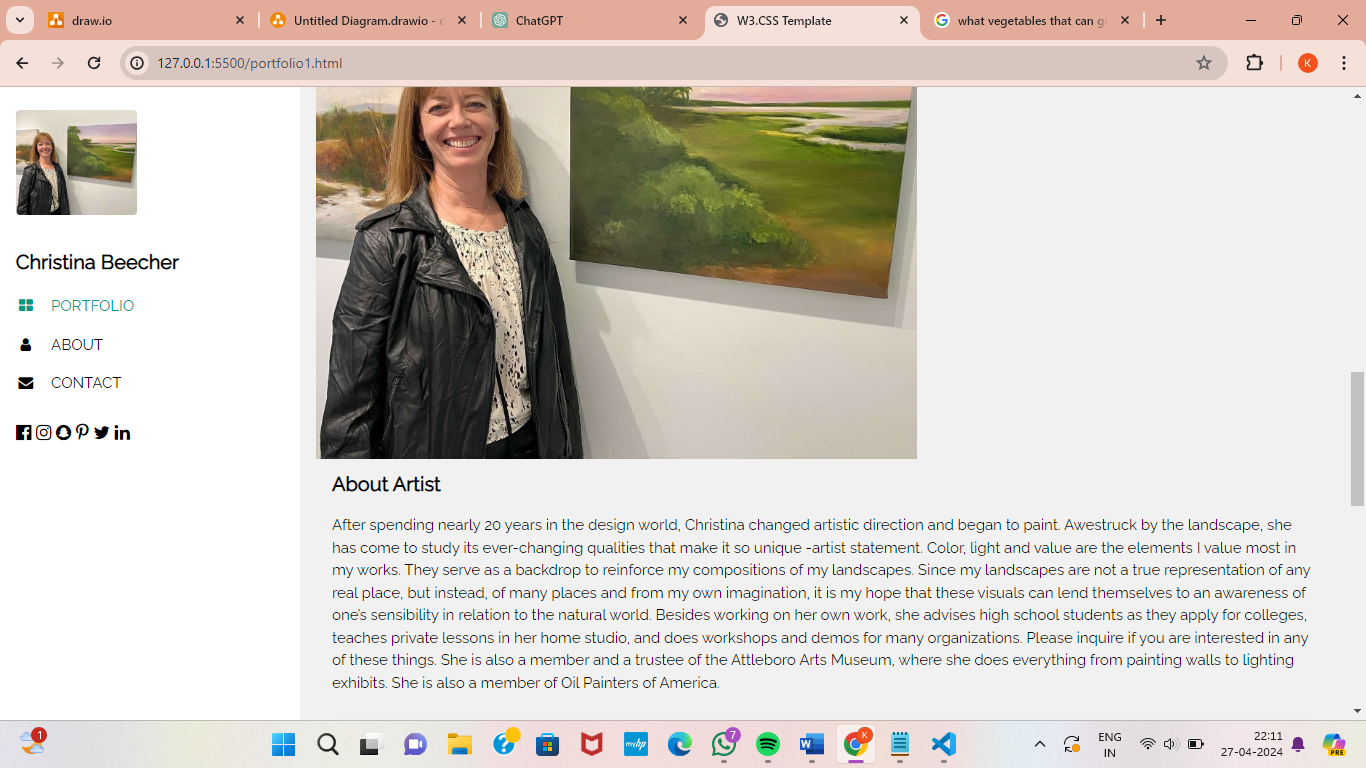 draw.io
Untitled Diagram.drawio - d
ChatGPT
W3.CSS Template
what vegetables that can g
127.0.0.1:5500/portfolio1.html
K
Christina Beecher
PORTFOLIO
ABOUT
CONTACT
About Artist
After spending nearly 20 years in the design world, Christina changed artistic direction and began to paint. Awestruck by the landscape, she
has come to study its ever-changing qualities that make it so unique -artist statement. Color, light and value are the elements I value most in
my works. They serve as a backdrop to reinforce my compositions of my landscapes. Since my landscapes are not a true representation of any
real place, but instead, of many places and from my own imagination, it is my hope that these visuals can lend themselves to an awareness of
one's sensibility in relation to the natural world. Besides working on her own work, she advises high school students as they apply for colleges,
teaches private lessons in her home studio, and does workshops and demos for many organizations. Please inquire if you are interested in any
of these things. She is also a member and a trustee of the Attleboro Arts Museum, where she does everything from painting walls to lighting
exhibits. She is also a member of Oil Painters of America.
1
myhp
7
K
ENG
IN
22:11
27-04-2024
PRE